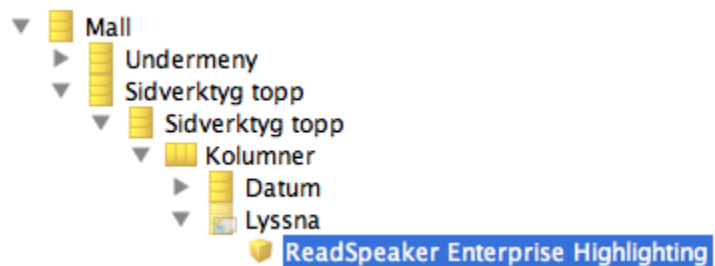 Mall
Undermeny
Sidverktyg topp
Sidverktyg topp
Kolumner
Datum
Lyssna
ReadSpeaker Enterprise Highlighting